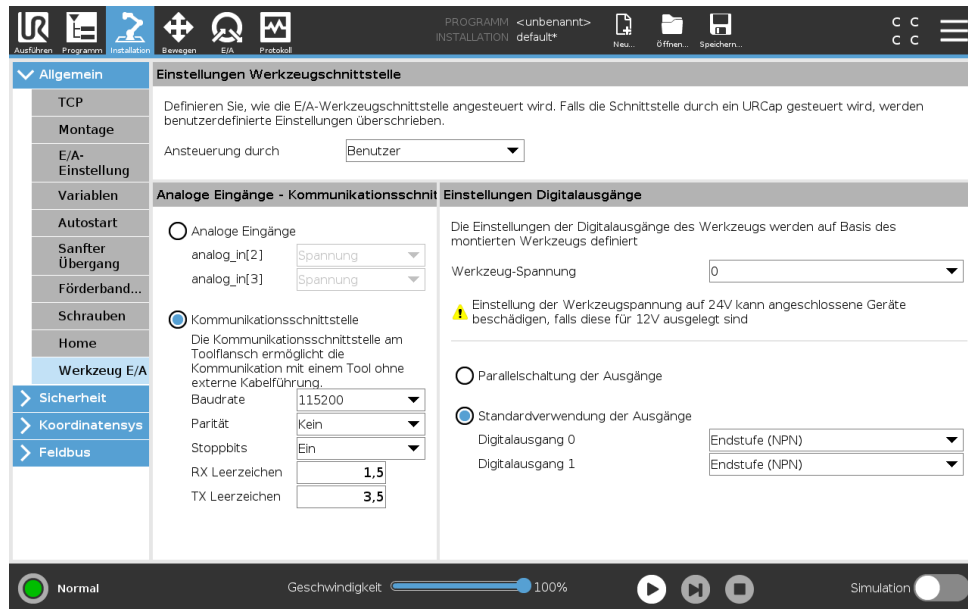 PROGRAMM <unbenannt>
INSTALLATION default*
Ausführen Programm Installation Bewegen E/A Protokoll Neu... Öffnen... Speichern...
C C
C C
Allgemein
TCP
Montage
E/A-
Einstellung
Variablen
Autostart
Sanfter
Übergang
Förderband...
Schrauben
Home
Werkzeug E/A
Sicherheit
Koordinatensys
Feldbus
Einstellungen Werkzeugschnittstelle
Definieren Sie, wie die E/A-Werkzeugschnittstelle angesteuert wird. Falls die Schnittstelle durch ein URCap gesteuert wird, werden
benutzerdefinierte Einstellungen überschrieben.
Ansteuerung durch Benutzer
Analoge Eingänge - Kommunikationsschnit
Analoge Eingänge
analog_in[2] Spannung
analog_in[3] Spannung
Kommunikationsschnittstelle
Die Kommunikationsschnittstelle am
Toolflansch ermöglicht die
Kommunikation mit einem Tool ohne
externe Kabelführung.
Baudrate 115200
Parität Kein
Stoppbits Ein
RX Leerzeichen 1,5
TX Leerzeichen 3,5
Einstellungen Digitalausgänge
Die Einstellungen der Digitalausgänge des Werkzeugs werden auf Basis des
montierten Werkzeugs definiert
Werkzeug-Spannung 0
Einstellung der Werkzeugspannung auf 24V kann angeschlossene Geräte
beschädigen, falls diese für 12V ausgelegt sind
Parallelschaltung der Ausgänge
Standardverwendung der Ausgänge
Digitalausgang 0 Endstufe (NPN)
Digitalausgang 1 Endstufe (NPN)
Normal Geschwindigkeit 100% Simulation